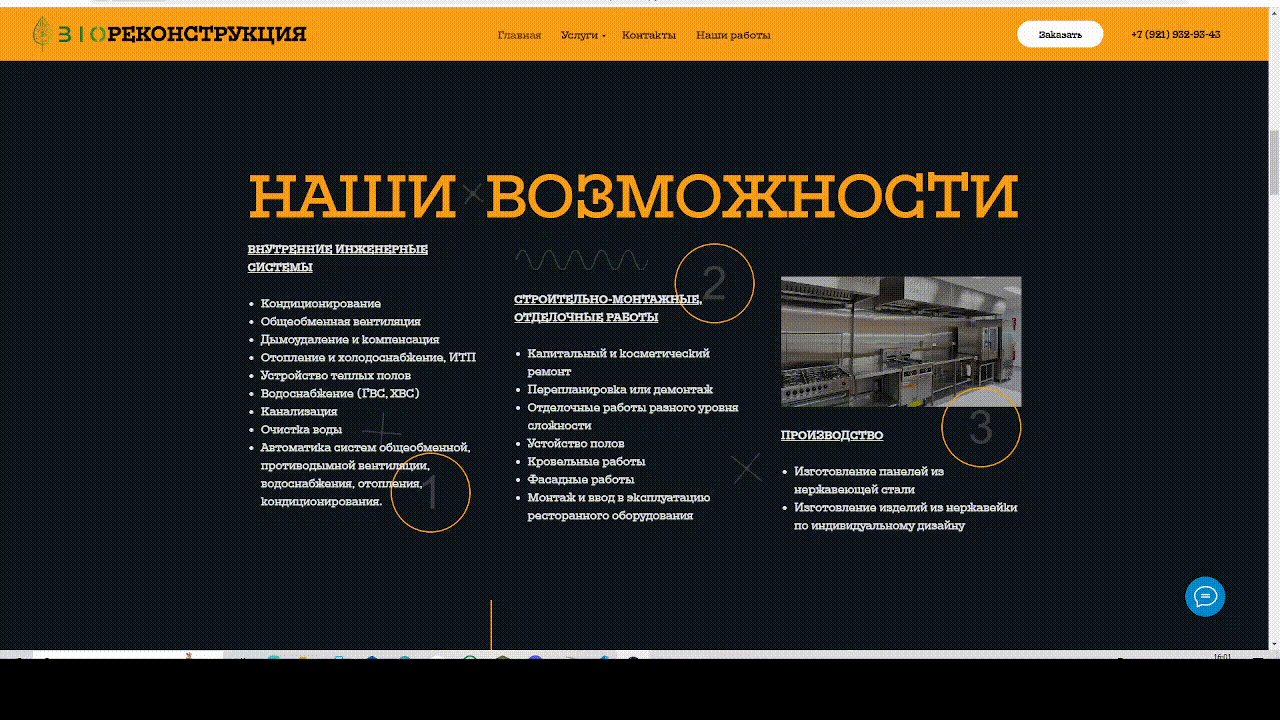 ЗIOРЕКОНСТРУКЦИЯ
Главная Услуги Контакты Наши работы
Заказать
+7 (921) 932-93-43
НАШИ ВОЗМОЖНОСТИ
ВНУТРЕННИЕ ИНЖЕНЕРНЫЕ
СИСТЕМЫ
• Кондиционирование
• Общеобменная вентиляция
• Дымоудаление и компенсация
• Отопление и холодоснабжение, ИТП
• Устройство теплых полов
• Водоснабжение (ГВС, ХВС)
• Канализация
• Очистка воды
• Автоматика систем общеобменной,
противодымной вентиляции,
водоснабжения, отопления,
кондиционирования.
1
2
СТРОИТЕЛЬНО-МОНТАЖНЫЕ,
ОТДЕЛОЧНЫЕ РАБОТЫ
• Капитальный и косметический
ремонт
• Перепланировка или демонтаж
• Отделочные работы разного уровня
сложности
• Устойство полов
• Кровельные работы
• Фасадные работы
• Монтаж и ввод в эксплуатацию
ресторанного оборудования
3
ПРОИЗВОДСТВО
• Изготовление панелей из
нержавеющей стали
• Изготовление изделий из нержавейки
по индивидуальному дизайну
16:01